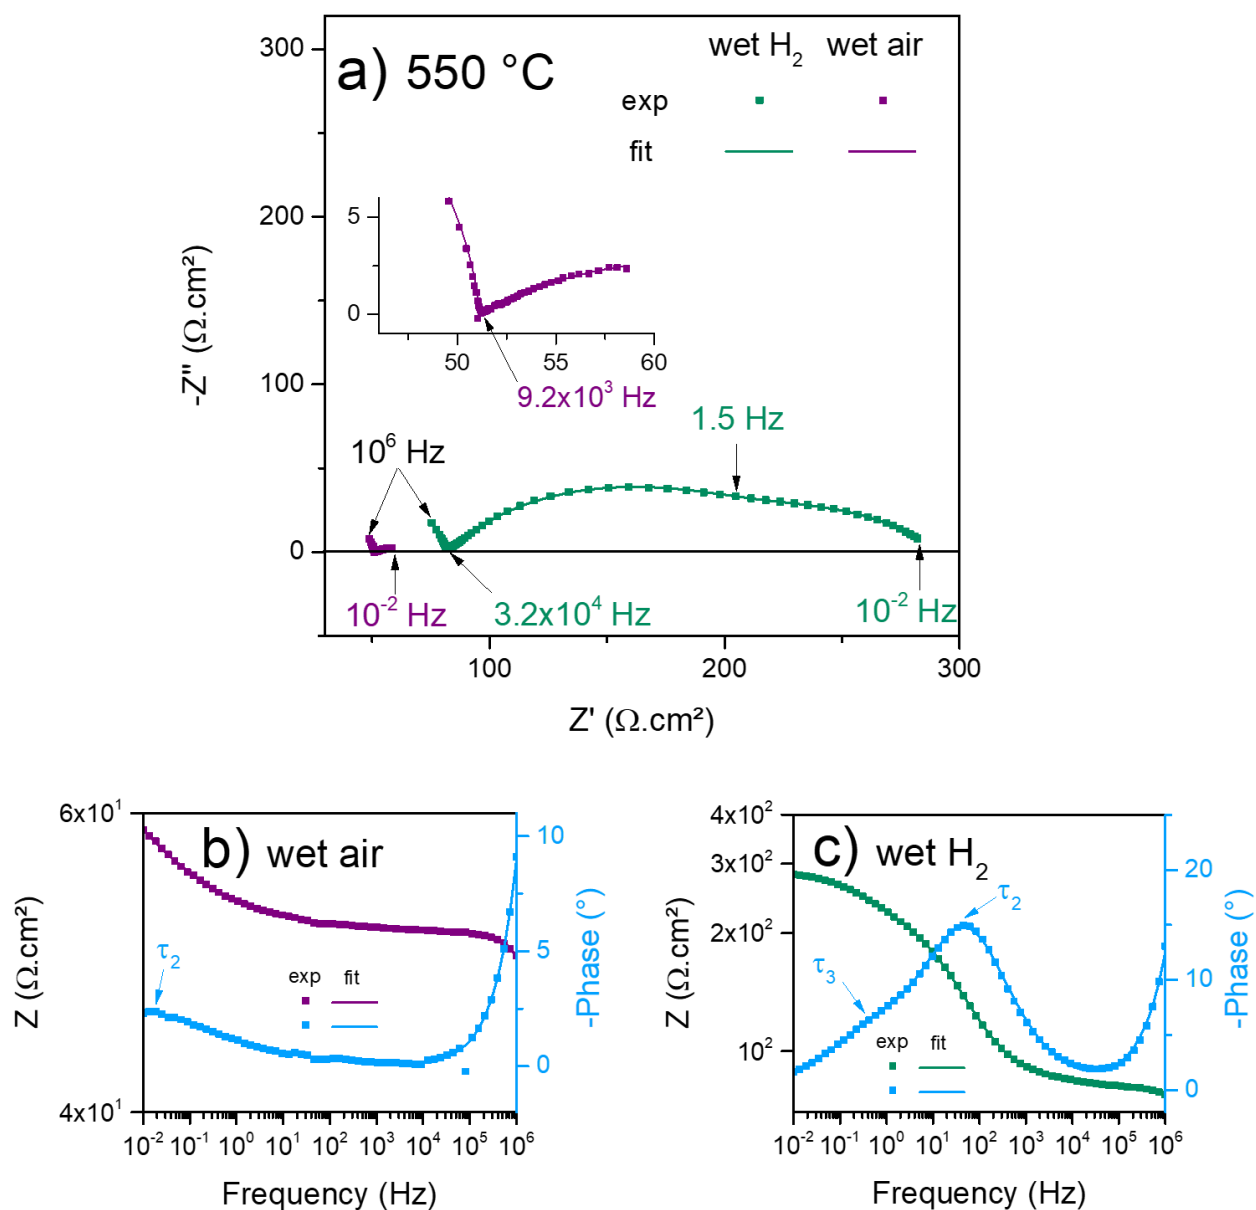 a) 550 °C
wet H₂ wet air
exp
fit
300
200
100
0
-Z" (Ω.cm²)
5
0
50 55 60
9.2x10³ Hz
1.5 Hz
10⁶ Hz
10⁻² Hz
3.2x10⁴ Hz
10⁻² Hz
100 200 300
Z' (Ω.cm²)
b) wet air
6x10¹
4x10¹
Z (Ω.cm²)
τ₂
exp fit
10
5
0
-Phase (°)
10⁻² 10⁻¹ 10⁰ 10¹ 10² 10³ 10⁴ 10⁵ 10⁶
Frequency (Hz)
c) wet H₂
4x10²
3x10²
2x10²
10²
Z (Ω.cm²)
τ₂
τ₃
exp fit
20
10
0
-Phase (°)
10⁻² 10⁻¹ 10⁰ 10¹ 10² 10³ 10⁴ 10⁵ 10⁶
Frequency (Hz)